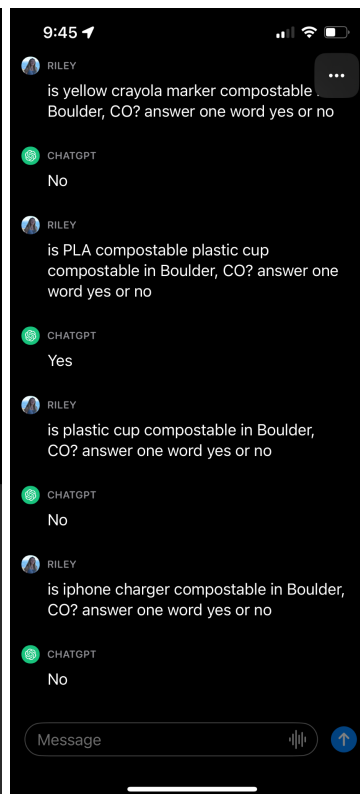 9:45
RILEY
is yellow crayola marker compostable
Boulder, CO? answer one word yes or no
CHATGPT
No
RILEY
is PLA compostable plastic cup
compostable in Boulder, CO? answer one
word yes or no
CHATGPT
Yes
RILEY
is plastic cup compostable in Boulder,
CO? answer one word yes or no
CHATGPT
No
RILEY
is iphone charger compostable in Boulder,
CO? answer one word yes or no
CHATGPT
No
Message